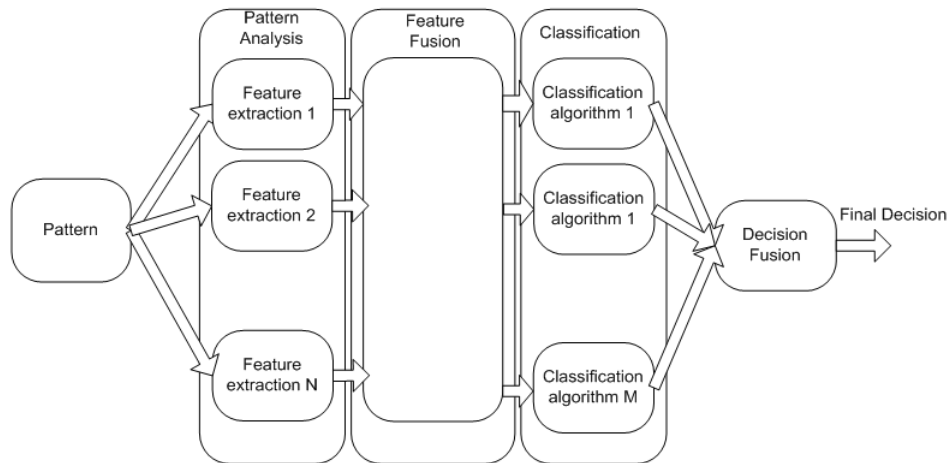 Pattern
Analysis
Feature
Fusion
Classification
Feature
extraction 1
Classification
algorithm 1
Pattern
Feature
extraction 2
Classification
algorithm 1
Decision
Fusion
Final Decision
Feature
extraction N
Classification
algorithm M